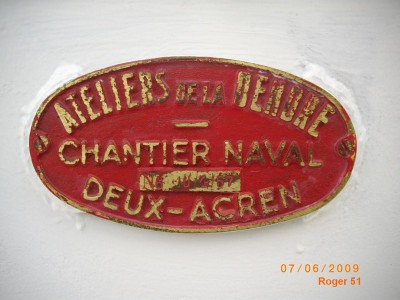 ATELIERS DE LA DENDRE
CHANTIER NAVAL
N
DEUX-ACREN
07/06/2009
Roger 51